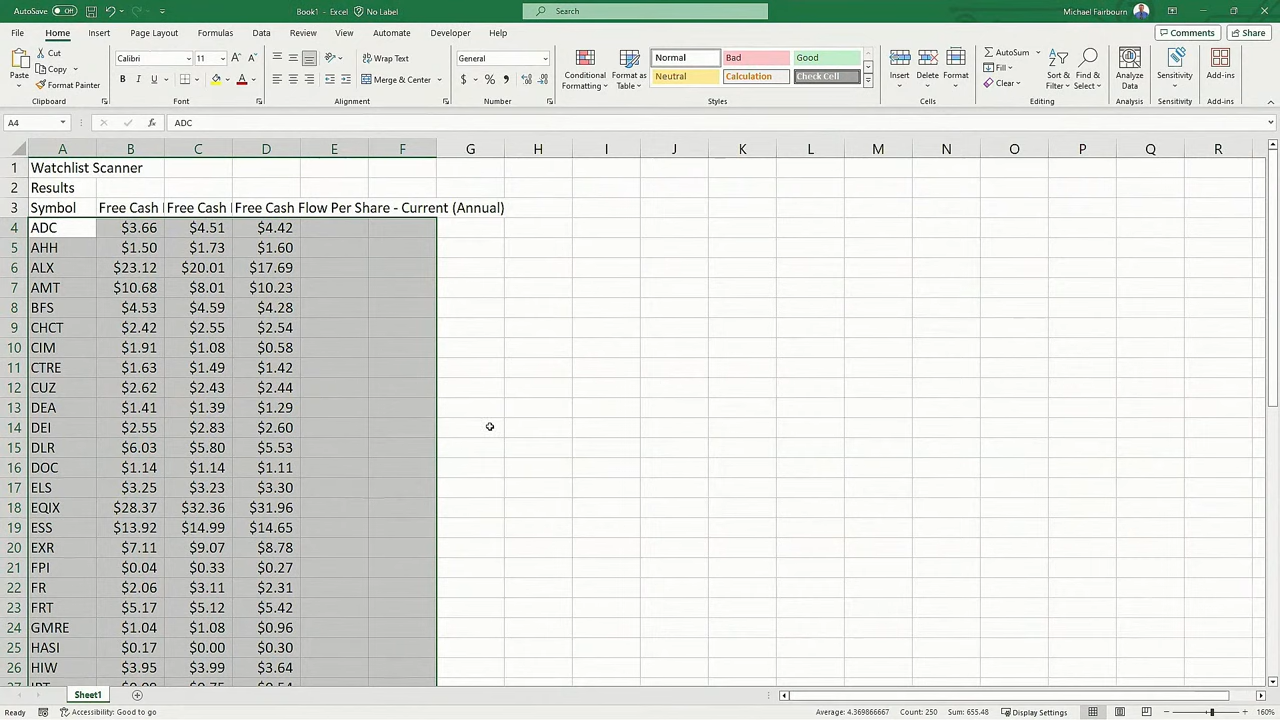 AutoSave Off Book1 - Excel No Label Search Michael Fairbourn
File Home Insert Page Layout Formulas Data Review View Automate Developer Help Comments Share
Paste Cut Copy Format Painter Clipboard
Calibri 11 B I U A A Font
Wrap Text Merge & Center Alignment
General $ % Number
Conditional Formatting Format as Table Normal Bad Good Neutral Calculation Check Cell Styles
Insert Delete Format Cells
AutoSum Fill Clear Sort & Filter Find & Select Editing
Analyze Data Analysis Sensitivity Sensitivity Add-ins Add-ins
A4 fx ADC
A B C D E F G H I J K L M N O P Q R
1 Watchlist Scanner
2 Results
3 Symbol Free Cash Free Cash Free Cash Flow Per Share - Current (Annual)
4 ADC $3.66 $4.51 $4.42
5 AHH $1.50 $1.73 $1.60
6 ALX $23.12 $20.01 $17.69
7 AMT $10.68 $8.01 $10.23
8 BFS $4.53 $4.59 $4.28
9 CHCT $2.42 $2.55 $2.54
10 CIM $1.91 $1.08 $0.58
11 CTRE $1.63 $1.49 $1.42
12 CUZ $2.62 $2.43 $2.44
13 DEA $1.41 $1.39 $1.29
14 DEI $2.55 $2.83 $2.60
15 DLR $6.03 $5.80 $5.53
16 DOC $1.14 $1.14 $1.11
17 ELS $3.25 $3.23 $3.30
18 EQIX $28.37 $32.36 $31.96
19 ESS $13.92 $14.99 $14.65
20 EXR $7.11 $9.07 $8.78
21 FPI $0.04 $0.33 $0.27
22 FR $2.06 $3.11 $2.31
23 FRT $5.17 $5.12 $5.42
24 GMRE $1.04 $1.08 $0.96
25 HASI $0.17 $0.00 $0.30
26 HIW $3.95 $3.99 $3.64
Sheet1
Ready Accessibility: Good to go Average: 4.369866667 Count: 250 Sum: 655.48 Display Settings 160%